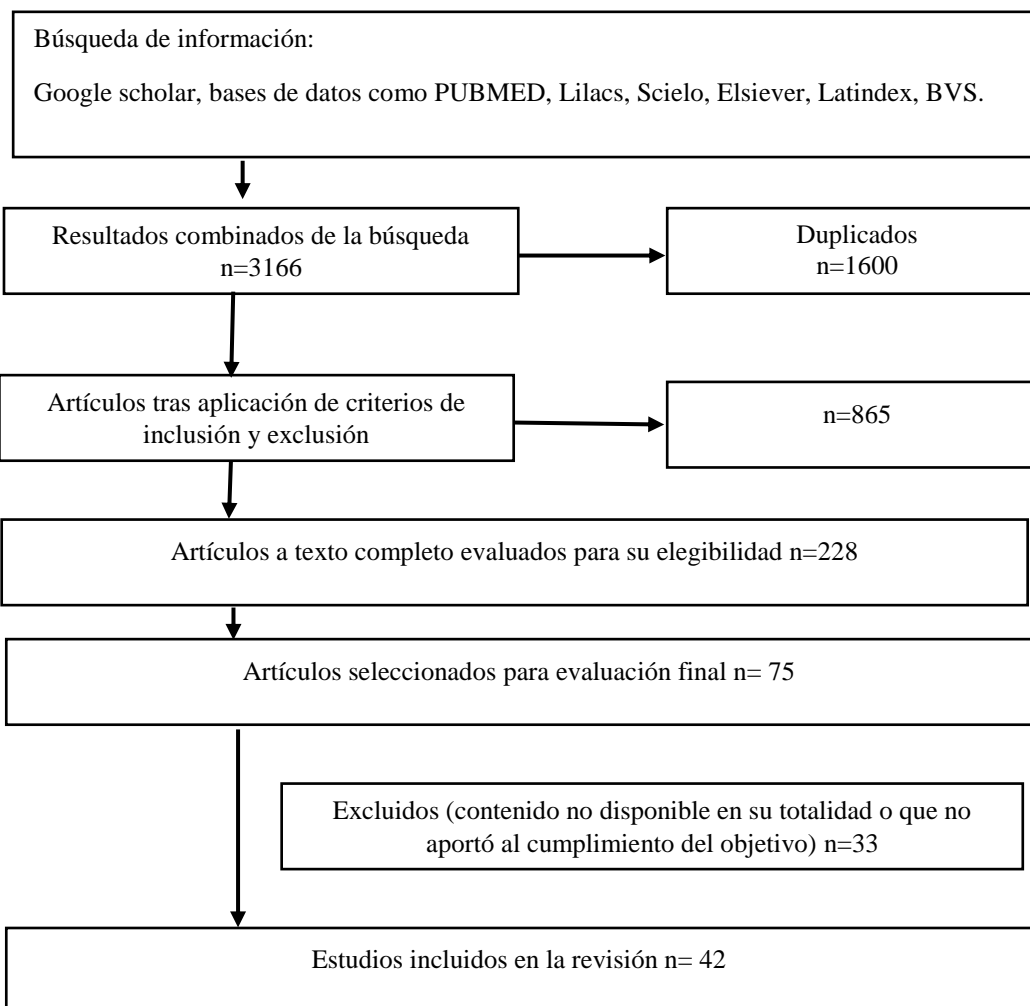 Búsqueda de información:
Google scholar, bases de datos como PUBMED, Lilacs, Scielo, Elsiever, Latindex, BVS.
Resultados combinados de la búsqueda
n=3166
Duplicados
n=1600
Artículos tras aplicación de criterios de
inclusión y exclusión
n=865
Artículos a texto completo evaluados para su elegibilidad n=228
Artículos seleccionados para evaluación final n= 75
Excluidos (contenido no disponible en su totalidad o que no
aportó al cumplimiento del objetivo) n=33
Estudios incluidos en la revisión n= 42